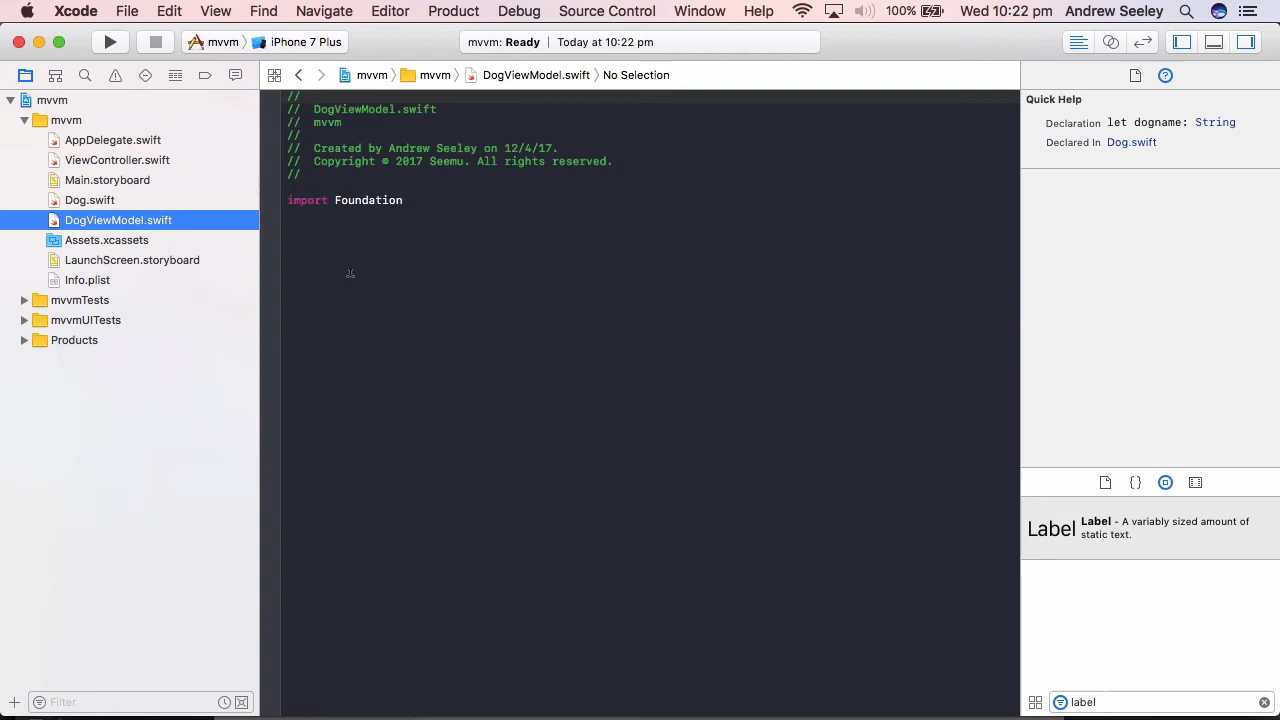 Xcode File Edit View Find Navigate Editor Product Debug Source Control Window Help 100% Wed 10:22 pm Andrew Seeley
mvvm iPhone 7 Plus
mvvm: Ready Today at 10:22 pm
mvvm mvvm DogViewModel.swift No Selection
mvvm
mvvm
AppDelegate.swift
ViewController.swift
Main.storyboard
Dog.swift
DogViewModel.swift
Assets.xcassets
LaunchScreen.storyboard
Info.plist
mvvmTests
mvvmUITests
Products
Filter
//
// DogViewModel.swift
// mvvm
//
// Created by Andrew Seeley on 12/4/17.
// Copyright © 2017 Seemu. All rights reserved.
//
import Foundation
Quick Help
Declaration let dogname: String
Declared In Dog.swift
{}
Label
Label - A variably sized amount of
static text.
label